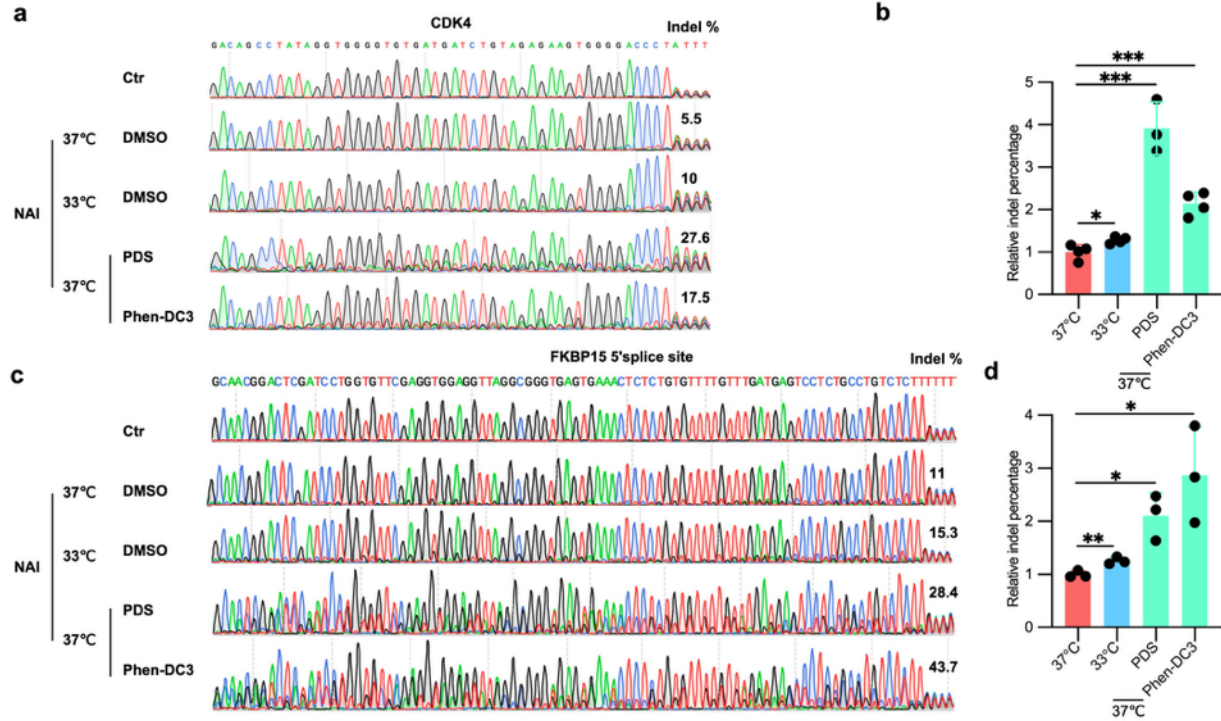 a
CDK4
Indel %
GACAGCCTATAGGTGGGGTGTGATGATCTGTAGAGAAGTGGGGACCCTATTT
Ctr
NAI
37℃
DMSO
5.5
33℃
DMSO
10
37℃
PDS
27.6
Phen-DC3
17.5
b
***
***
*
Relative indel percentage
5
4
3
2
1
0
37℃
33℃
PDS
Phen-DC3
37℃
c
FKBP15 5'splice site
Indel %
GCAACGGACTCGATCCTGGTGTTCGAGGTGGAGGTTAGGCGGGTGAGTGAAACTCTCTGTGTTTTGTTTGATGAGTCCTCTGCCTGTCTCTTTTTT
Ctr
NAI
37℃
DMSO
11
33℃
DMSO
15.3
37℃
PDS
28.4
Phen-DC3
43.7
d
*
*
**
Relative indel percentage
4
3
2
1
0
37℃
33℃
PDS
Phen-DC3
37℃